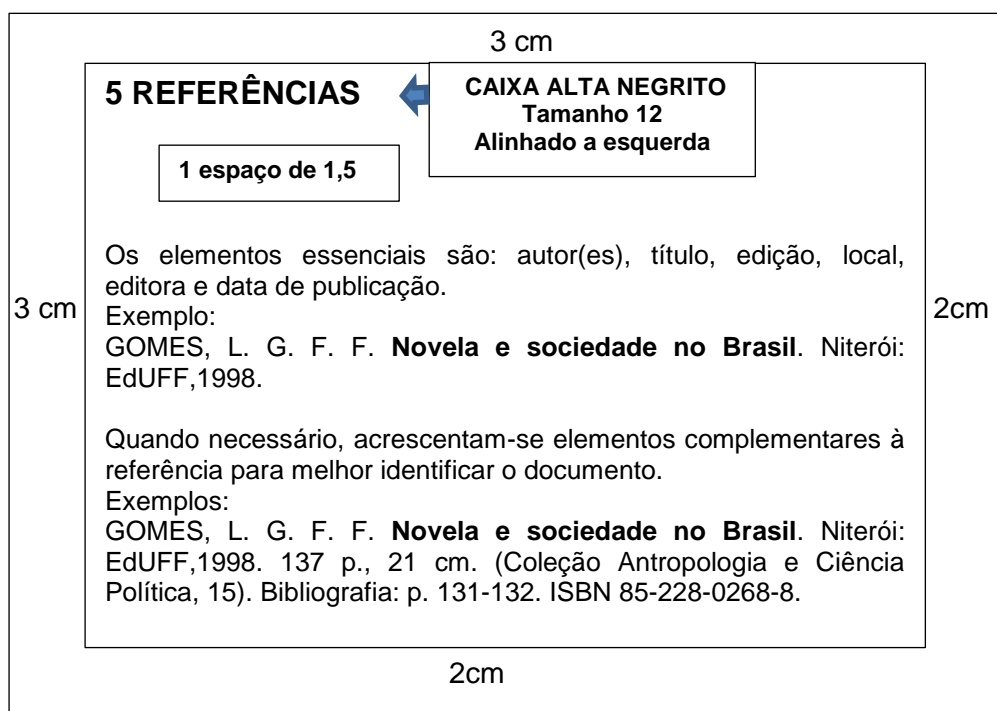 3 cm
5 REFERÊNCIAS
CAIXA ALTA NEGRITO
Tamanho 12
Alinhado a esquerda
1 espaço de 1,5
Os elementos essenciais são: autor(es), título, edição, local,
editora e data de publicação.
3 cm
2cm
Exemplo:
GOMES, L. G. F. F. Novela e sociedade no Brasil. Niterói:
EdUFF,1998.
Quando necessário, acrescentam-se elementos complementares à
referência para melhor identificar o documento.
Exemplos:
GOMES, L. G. F. F. Novela e sociedade no Brasil. Niterói:
EdUFF,1998. 137 p., 21 cm. (Coleção Antropologia e Ciência
Política, 15). Bibliografia: p. 131-132. ISBN 85-228-0268-8.
2cm